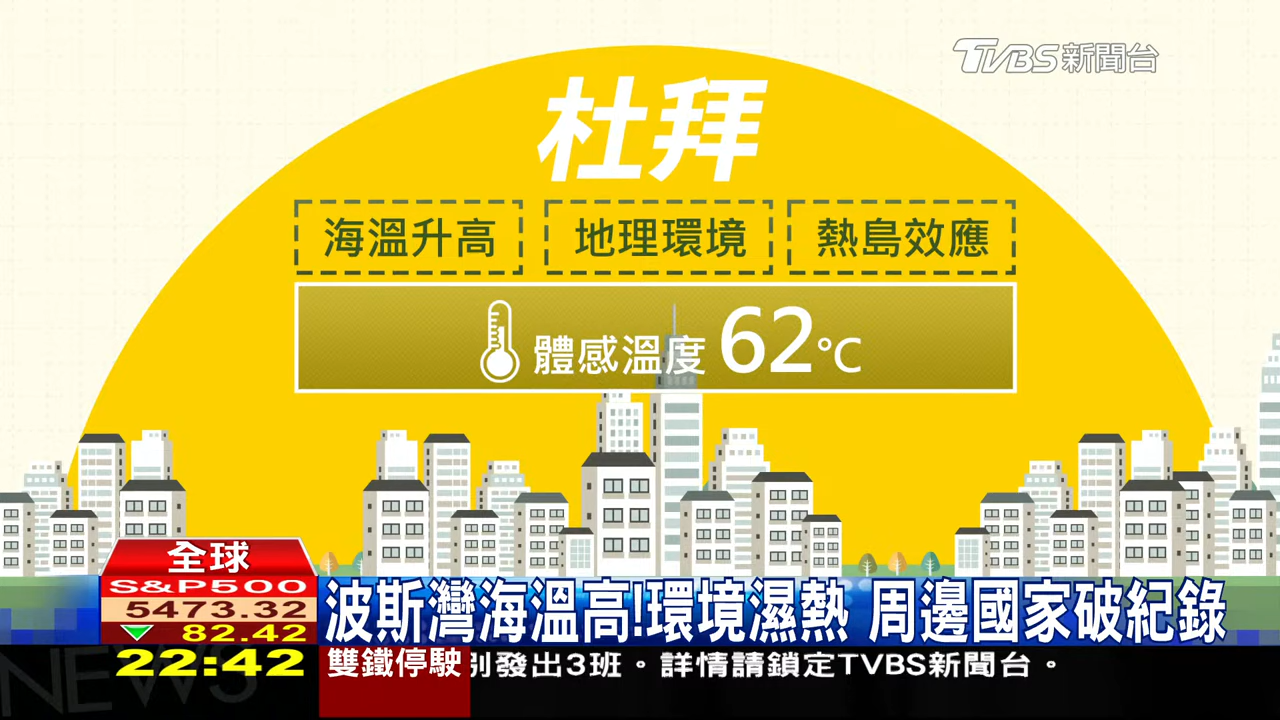 TVBS新聞台
杜拜
海溫升高
地理環境
熱島效應
體感溫度 62°C
全球
S&P500
5473.32
82.42
22:42
波斯灣海溫高!環境濕熱 周邊國家破紀錄
雙鐵停駛
別發出3班。詳情請鎖定TVBS新聞台。
NEWS